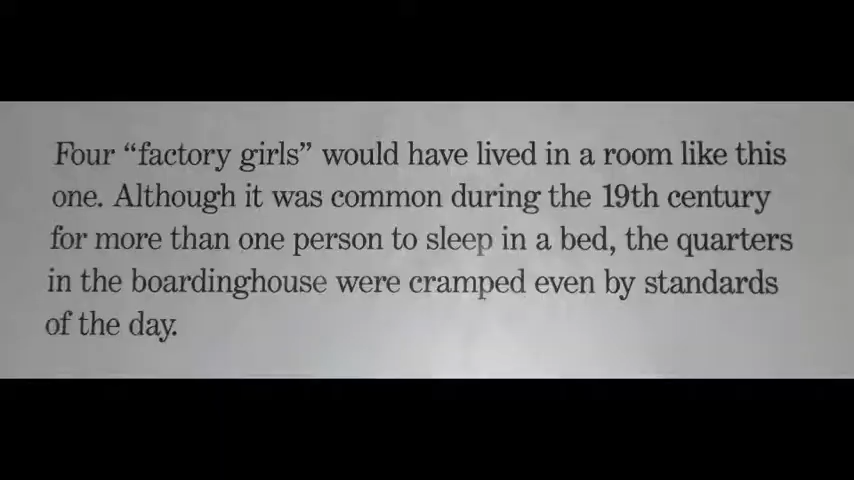 Four “factory girls” would have lived in a room like this
one. Although it was common during the 19th century
for more than one person to sleep in a bed, the quarters
in the boardinghouse were cramped even by standards
of the day.